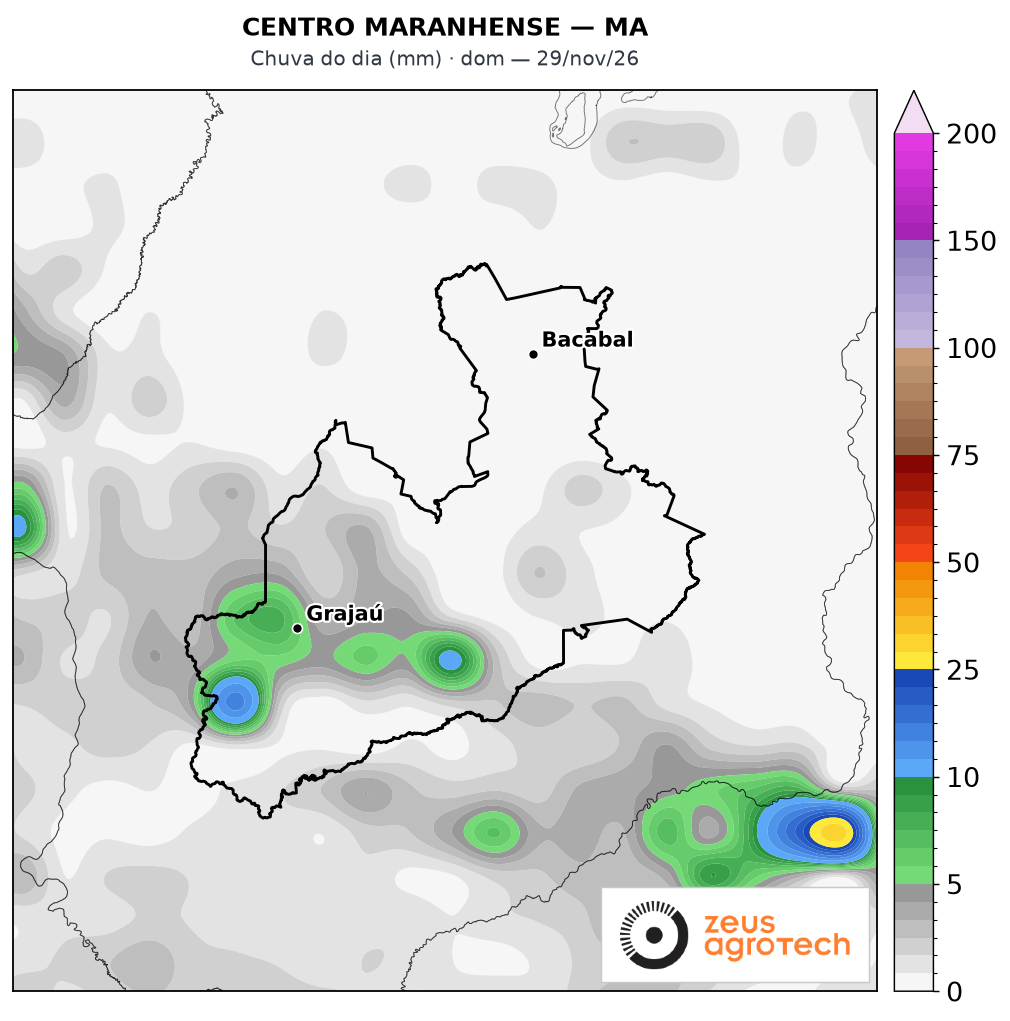 CENTRO MARANHENSE — MA
Chuva do dia (mm) · dom — 29/nov/26
200
150
100
75
50
25
10
5
0
Bacabal
Grajaú
zeus
agrotech